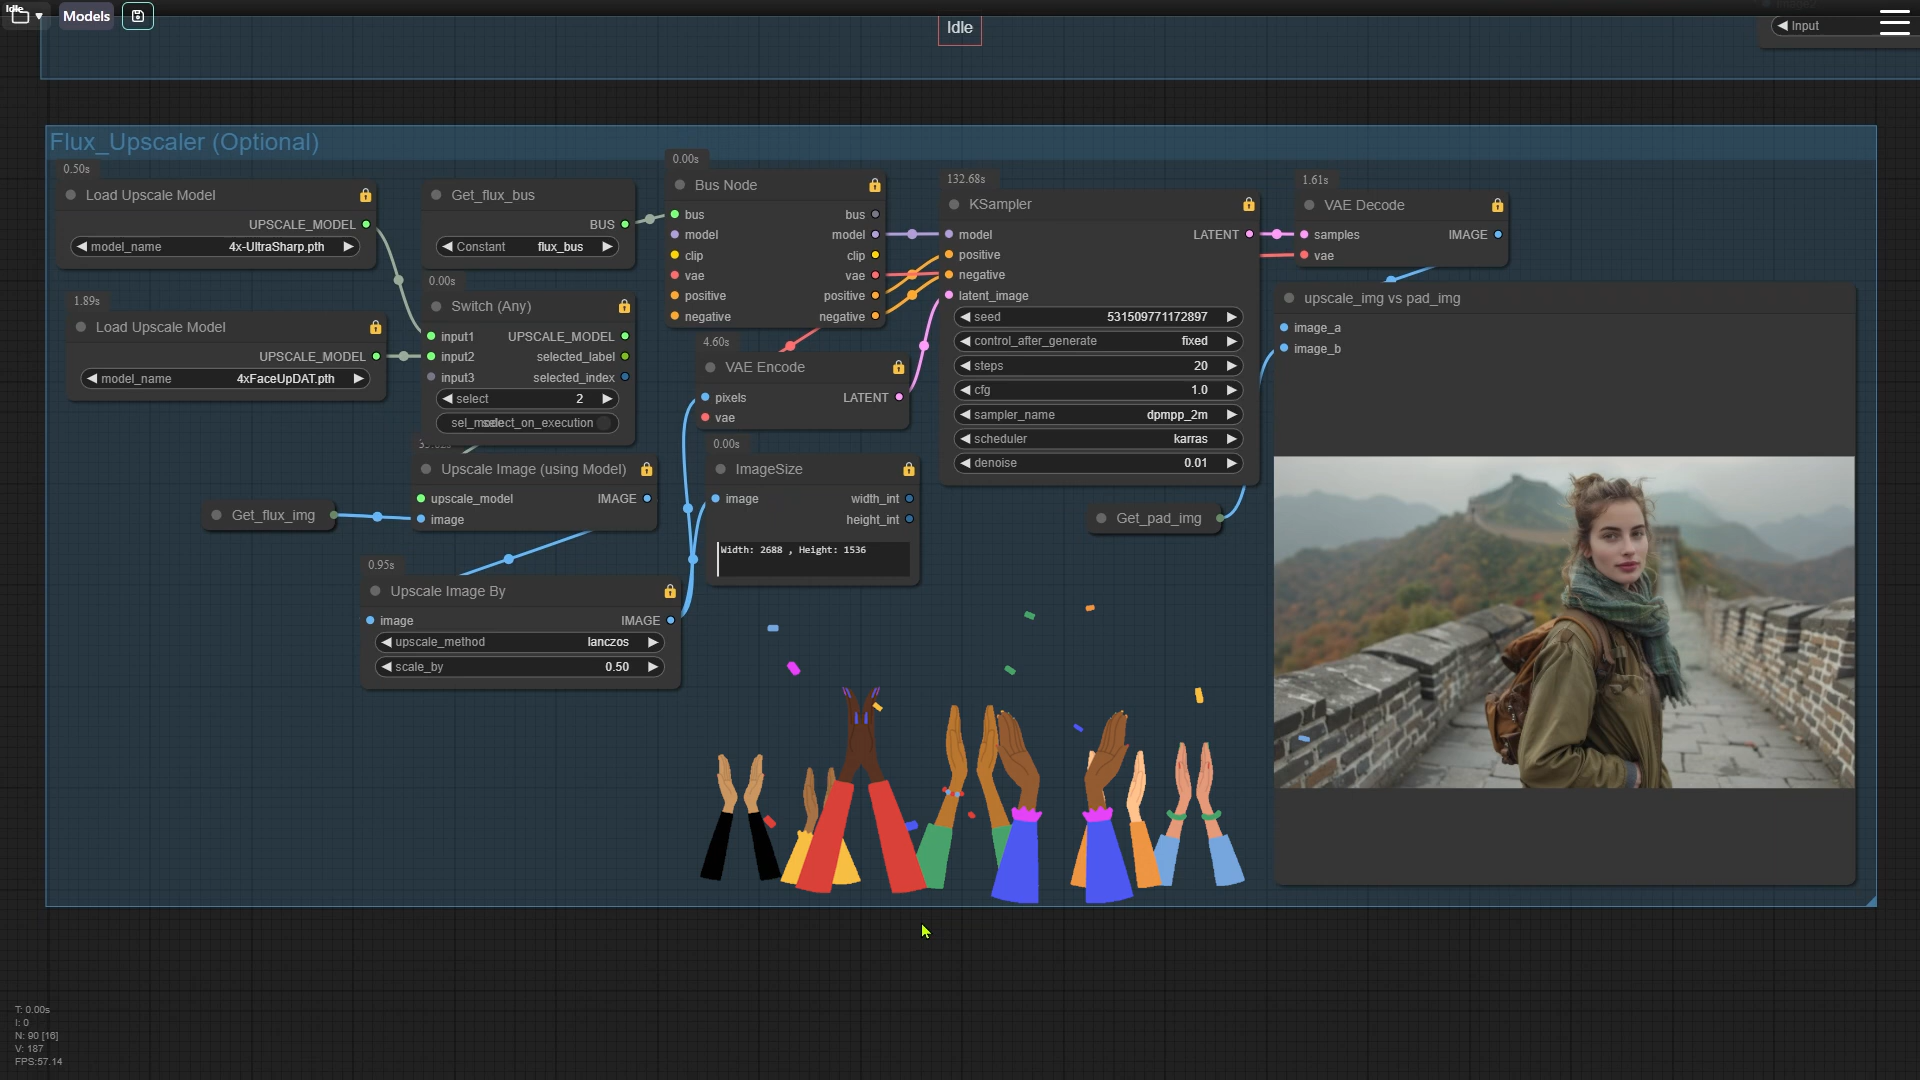 Idle
Models
Idle
Input
Flux_Upscaler (Optional)
0.50s
Load Upscale Model
UPSCALE_MODEL
model_name 4x-UltraSharp.pth
1.89s
Load Upscale Model
UPSCALE_MODEL
model_name 4xFaceUpDAT.pth
Get_flux_bus
BUS
Constant flux_bus
0.00s
Switch (Any)
input1 UPSCALE_MODEL
input2 selected_label
input3 selected_index
select 2
select_on_execution
0.00s
Bus Node
bus bus
model model
clip clip
vae vae
positive positive
negative negative
4.60s
VAE Encode
pixels LATENT
vae
0.00s
ImageSize
image width_int
height_int
Width: 2688 , Height: 1536
Upscale Image (using Model)
upscale_model IMAGE
image
Get_flux_img
0.95s
Upscale Image By
image IMAGE
upscale_method lanczos
scale_by 0.50
132.68s
KSampler
model LATENT
positive
negative
latent_image
seed 531509771172897
control_after_generate fixed
steps 20
cfg 1.0
sampler_name dpmpp_2m
scheduler karras
denoise 0.01
Get_pad_img
1.61s
VAE Decode
samples IMAGE
vae
upscale_img vs pad_img
image_a
image_b
T: 0.00s
I: 0
N: 90 [16]
V: 187
FPS:57.14